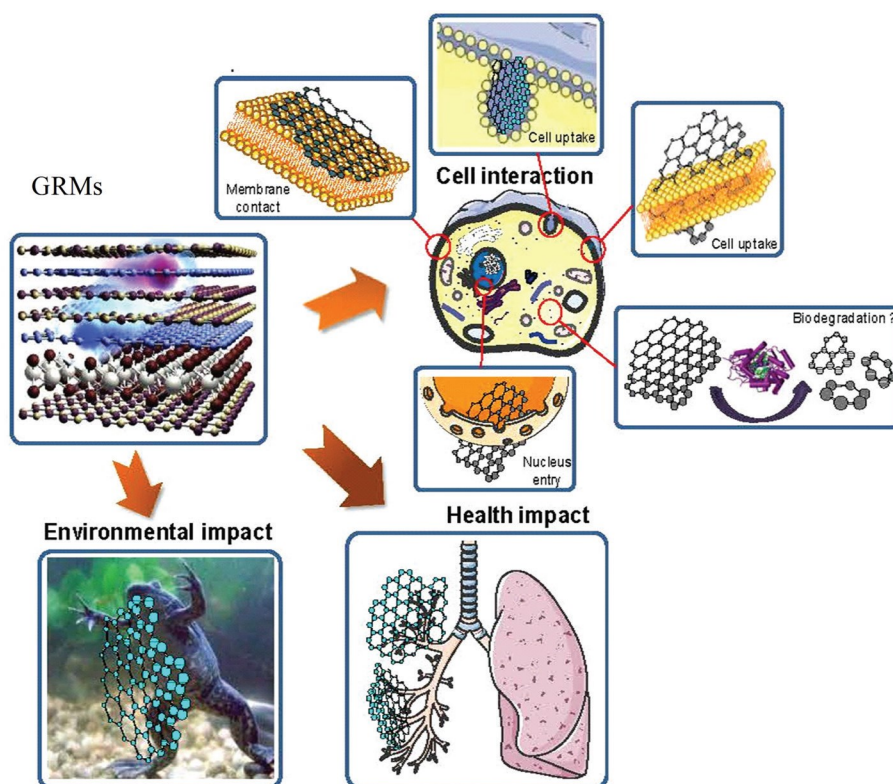 Cell uptake
Membrane
contact
Cell interaction
GRMs
Cell uptake
Biodegradation ?
Nucleus
entry
Environmental impact
Health impact